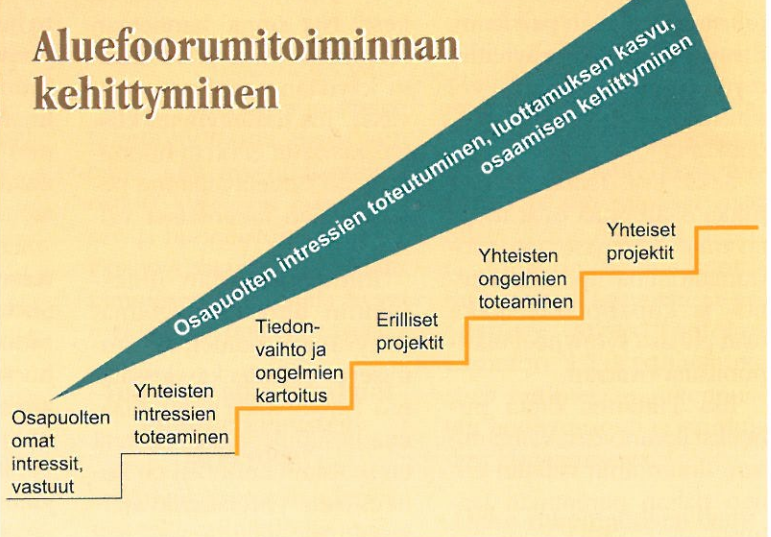 Aluefoorumitoiminnan
kehittyminen
Osapuolten intressien toteutuminen, luottamuksen kasvu,
osaamisen kehittyminen
Osapuolten
omat
intressit,
vastuut
Yhteisten
intressien
toteaminen
Tiedon-
vaihto ja
ongelmien
kartoitus
Erilliset
projektit
Yhteisten
ongelmien
toteaminen
Yhteiset
projektit